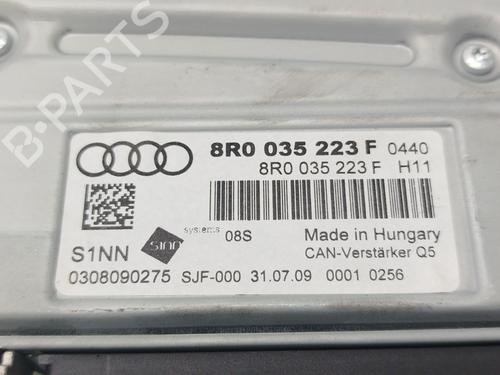 B-PARTS
8R0 035 223 F 0440
8R0 035 223 F H11
S1NN
sinn
systems
08S
Made in Hungary
CAN-Verstärker Q5
0308090275 SJF-000 31.07.09 0001 0256